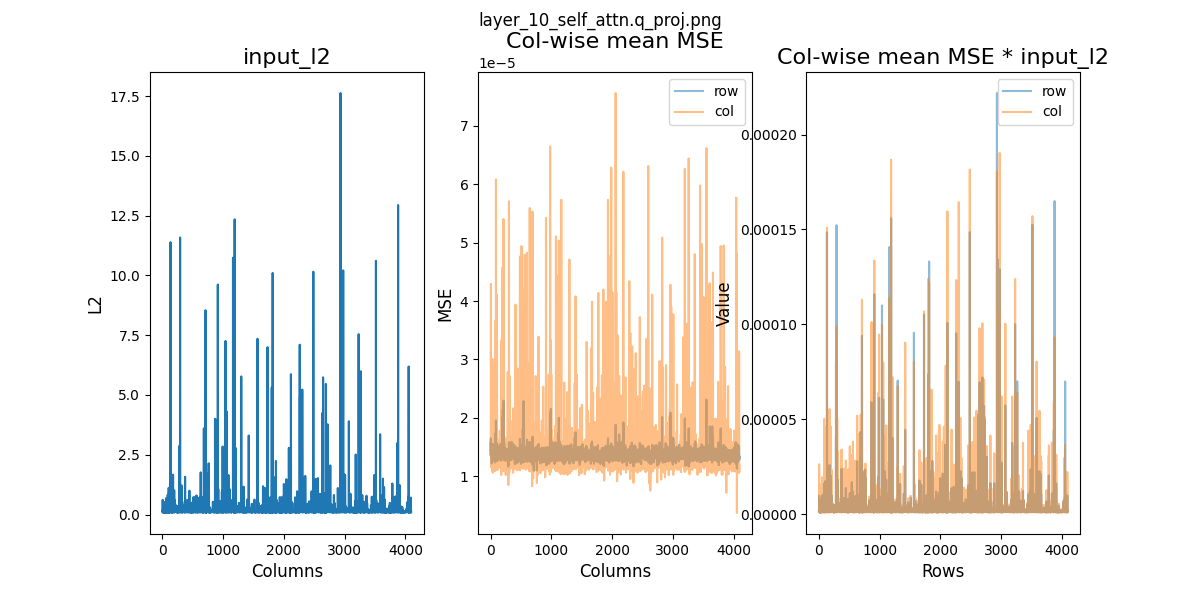 layer_10_self_attn.q_proj.png
input_l2
L2
17.5
15.0
12.5
10.0
7.5
5.0
2.5
0.0
0 1000 2000 3000 4000
Columns
Col-wise mean MSE
1e−5
row
col
MSE
7
6
5
4
3
2
1
0 1000 2000 3000 4000
Columns
Col-wise mean MSE * input_l2
row
col
Value
0.00020
0.00015
0.00010
0.00005
0.00000
0 1000 2000 3000 4000
Rows